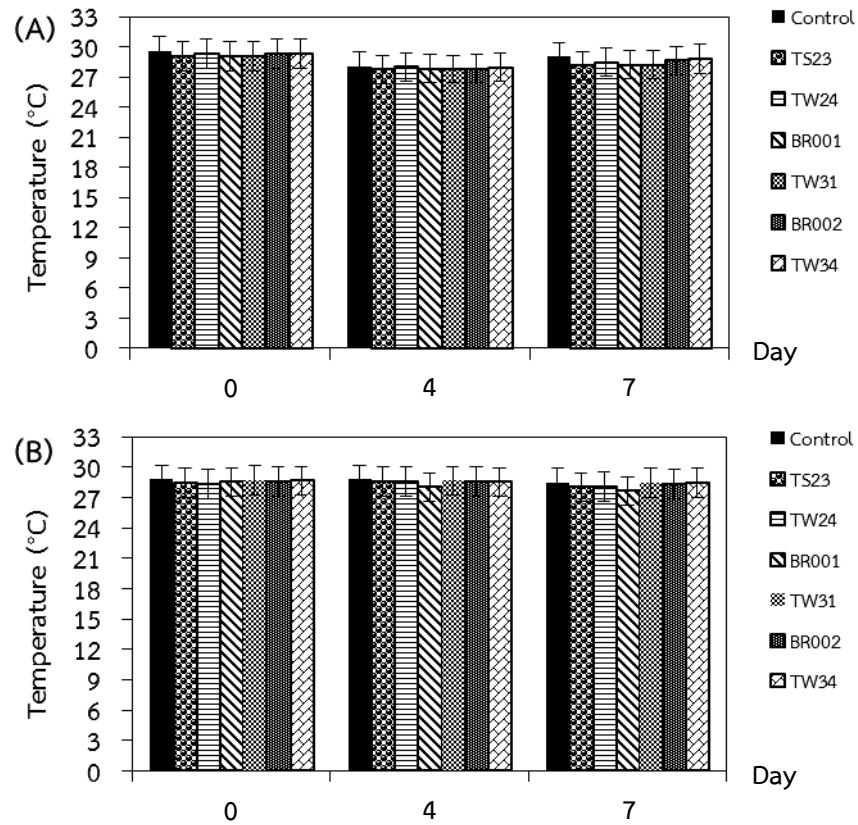 (A)
Temperature (°C)
33
30
27
24
21
18
15
12
9
6
3
0
0
4
7
Day
Control
TS23
TW24
BR001
TW31
BR002
TW34
(B)
Temperature (°C)
33
30
27
24
21
18
15
12
9
6
3
0
0
4
7
Day
Control
TS23
TW24
BR001
TW31
BR002
TW34